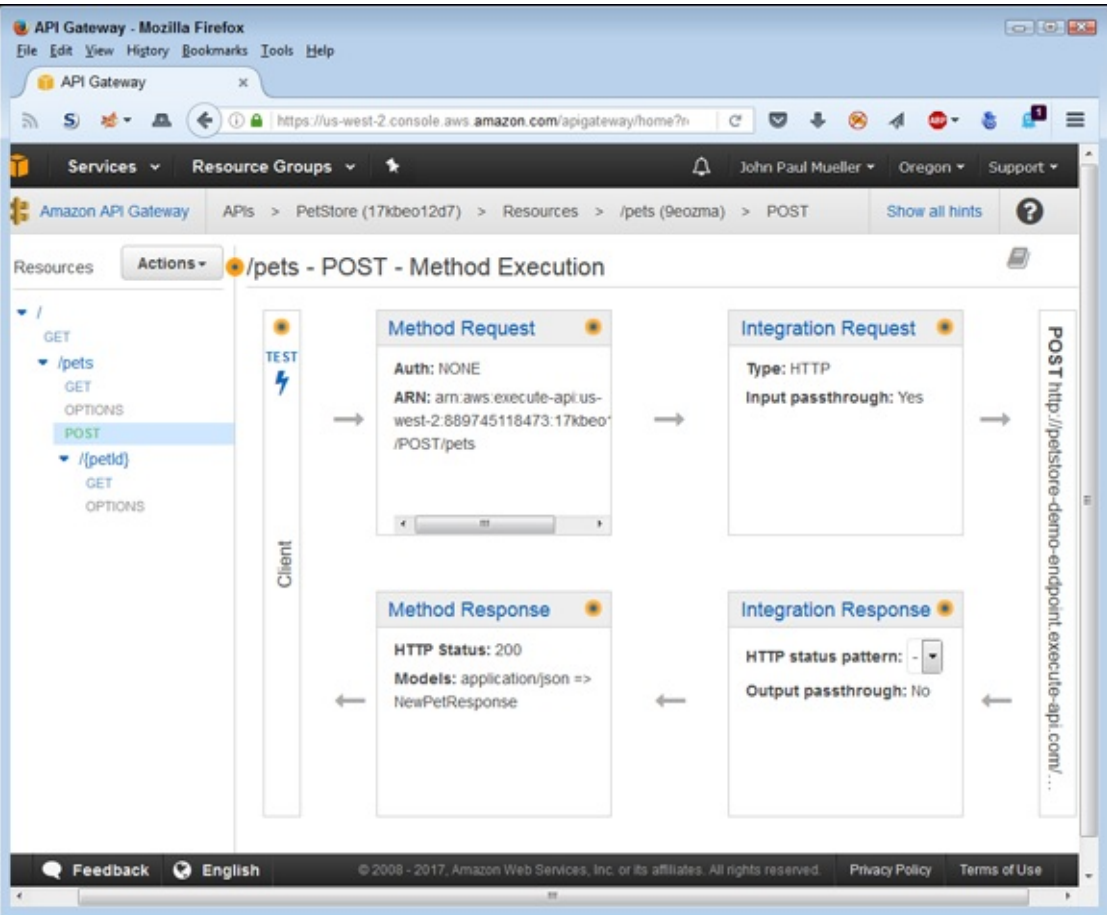 API Gateway - Mozilla Firefox
File Edit View History Bookmarks Tools Help
API Gateway ×
https://us-west-2.console.aws.amazon.com/apigateway/home?r
1
Services Resource Groups John Paul Mueller Oregon Support
Amazon API Gateway APIs > PetStore (17kbeo12d7) > Resources > /pets (9eozma) > POST Show all hints ?
Resources Actions /pets - POST - Method Execution
/
GET
/pets
GET
OPTIONS
POST
/{petId}
GET
OPTIONS
TEST
Client
Method Request
Auth: NONE
ARN: arn:aws:execute-api:us-
west-2:889745118473:17kbeo1
/POST/pets
Integration Request
Type: HTTP
Input passthrough: Yes
POST http://petstore-demo-endpoint.execute-api.com/...
Method Response
HTTP Status: 200
Models: application/json =>
NewPetResponse
Integration Response
HTTP status pattern: -
Output passthrough: No
Feedback English © 2008 - 2017, Amazon Web Services, Inc. or its affiliates. All rights reserved. Privacy Policy Terms of Use